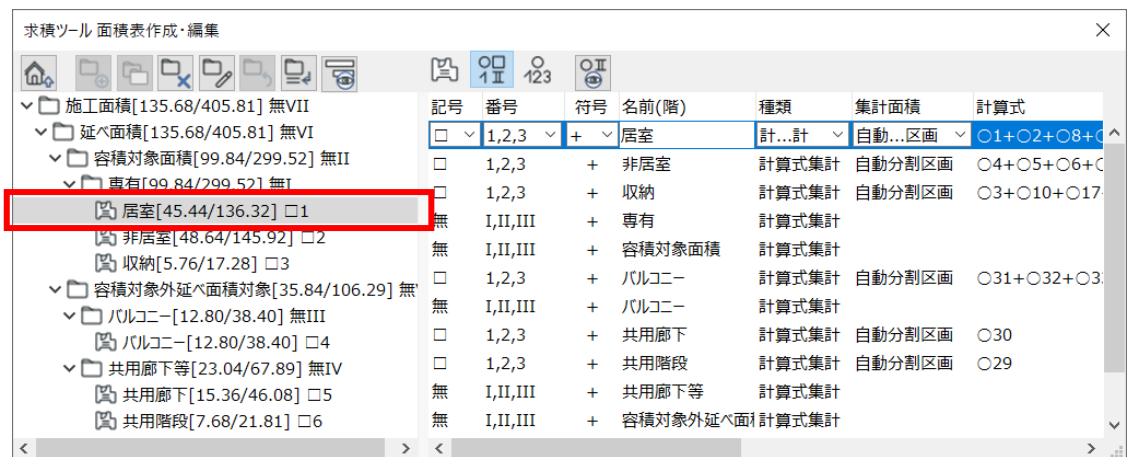 求積ツール 面積表作成・編集
123
施工面積[135.68/405.81] 無VII
延べ面積[135.68/405.81] 無VI
容積対象面積[99.84/299.52] 無II
専有[99.84/299.52] 無I
居室[45.44/136.32] □1
非居室[48.64/145.92] □2
収納[5.76/17.28] □3
容積対象外延べ面積対象[35.84/106.29] 無
バルコニー[12.80/38.40] 無III
バルコニー[12.80/38.40] □4
共用廊下等[23.04/67.89] 無IV
共用廊下[15.36/46.08] □5
共用階段[7.68/21.81] □6
記号 番号 符号 名前(階) 種類 集計面積 計算式
□ 1,2,3 + 居室 計...計 自動...区画 ○1+○2+○8+
□ 1,2,3 + 非居室 計算式集計 自動分割区画 ○4+○5+○6+
□ 1,2,3 + 収納 計算式集計 自動分割区画 ○3+○10+○17
無 I,II,III + 専有 計算式集計
無 I,II,III + 容積対象面積 計算式集計
□ 1,2,3 + バルコニー 計算式集計 自動分割区画 ○31+○32+○3
無 I,II,III + バルコニー 計算式集計
□ 1,2,3 + 共用廊下 計算式集計 自動分割区画 ○30
□ 1,2,3 + 共用階段 計算式集計 自動分割区画 ○29
無 I,II,III + 共用廊下等 計算式集計
無 I,II,III + 容積対象外延べ面 計算式集計